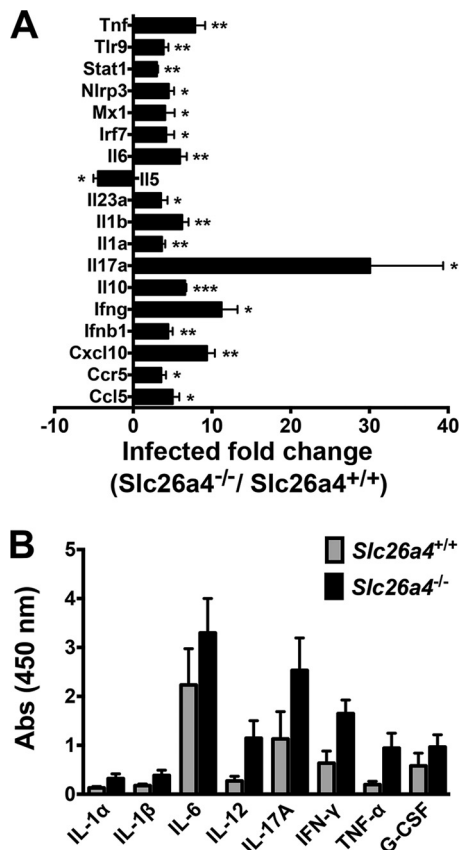 A
Tnf **
Tlr9 **
Stat1 **
Nlrp3 *
Mx1 *
Irf7 *
Il6 **
* Il5
Il23a *
Il1b **
Il1a **
Il17a *
Il10 ***
Ifng *
Ifnb1 **
Cxcl10 **
Ccr5 *
Ccl5 *
-10 0 10 20 30 40
Infected fold change
(Slc26a4-/-/ Slc26a4+/+)
B
Slc26a4+/+
Slc26a4-/-
Abs (450 nm)
5
4
3
2
1
0
IL-1α IL-1β IL-6 IL-12 IL-17A IFN-γ TNF-α G-CSF